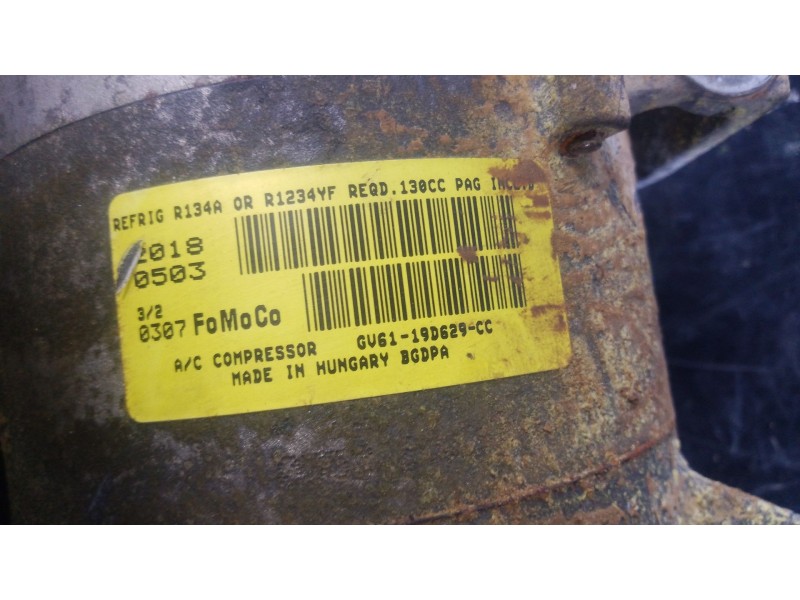 REFRIG R134A OR R1234YF REQD.130CC PAG
2018
0503
3/2
0307 FoMoCo
A/C COMPRESSOR GV61-19D629-CC
MADE IN HUNGARY BGDPA